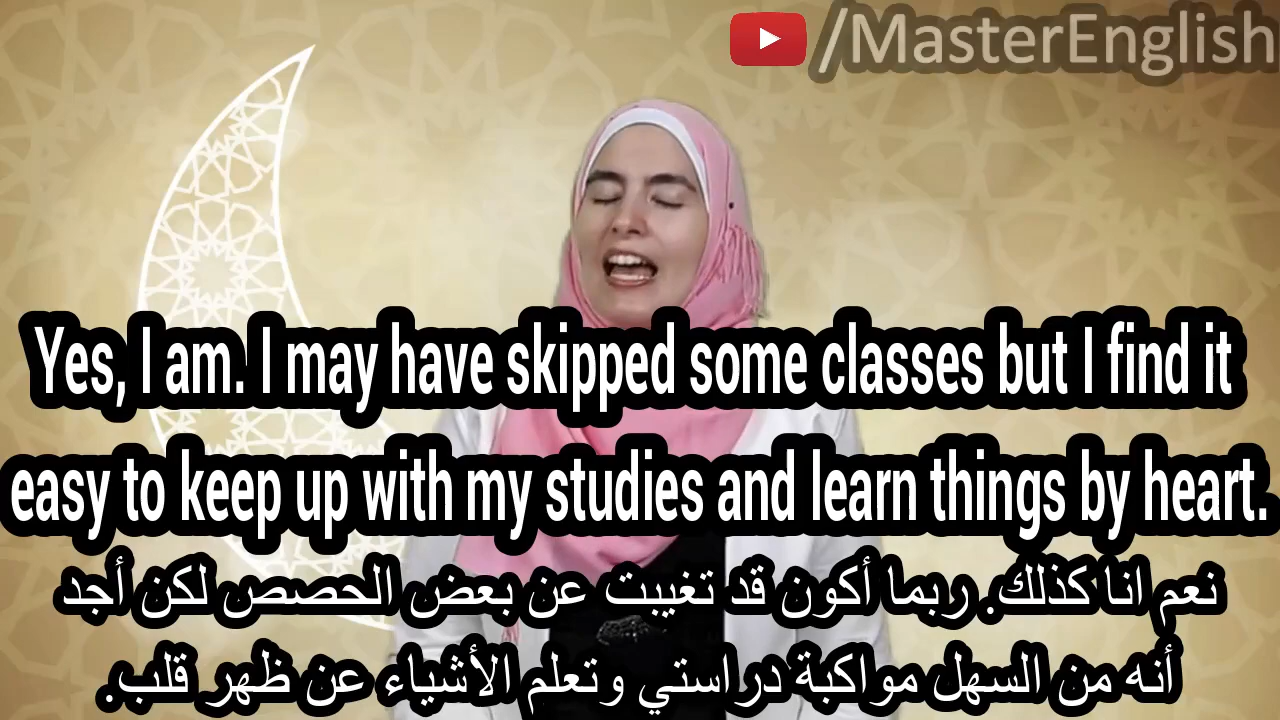 /MasterEnglish
Yes, I am. I may have skipped some classes but I find it
easy to keep up with my studies and learn things by heart.
نعم انا كذلك. ربما أكون قد تغيبت عن بعض الحصص لكن أجد
أنه من السهل مواكبة دراستي وتعلم الأشياء عن ظهر قلب.